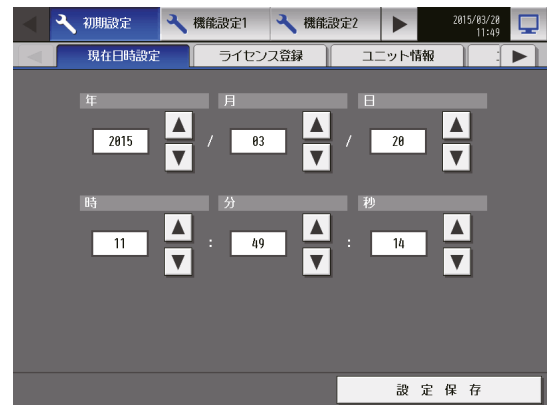 初期設定 機能設定1 機能設定2 2015/03/20
11:49
現在日時設定 ライセンス登録 ユニット情報
年 月 日
2015 / 03 / 20
時 分 秒
11 : 49 : 14
設定保存